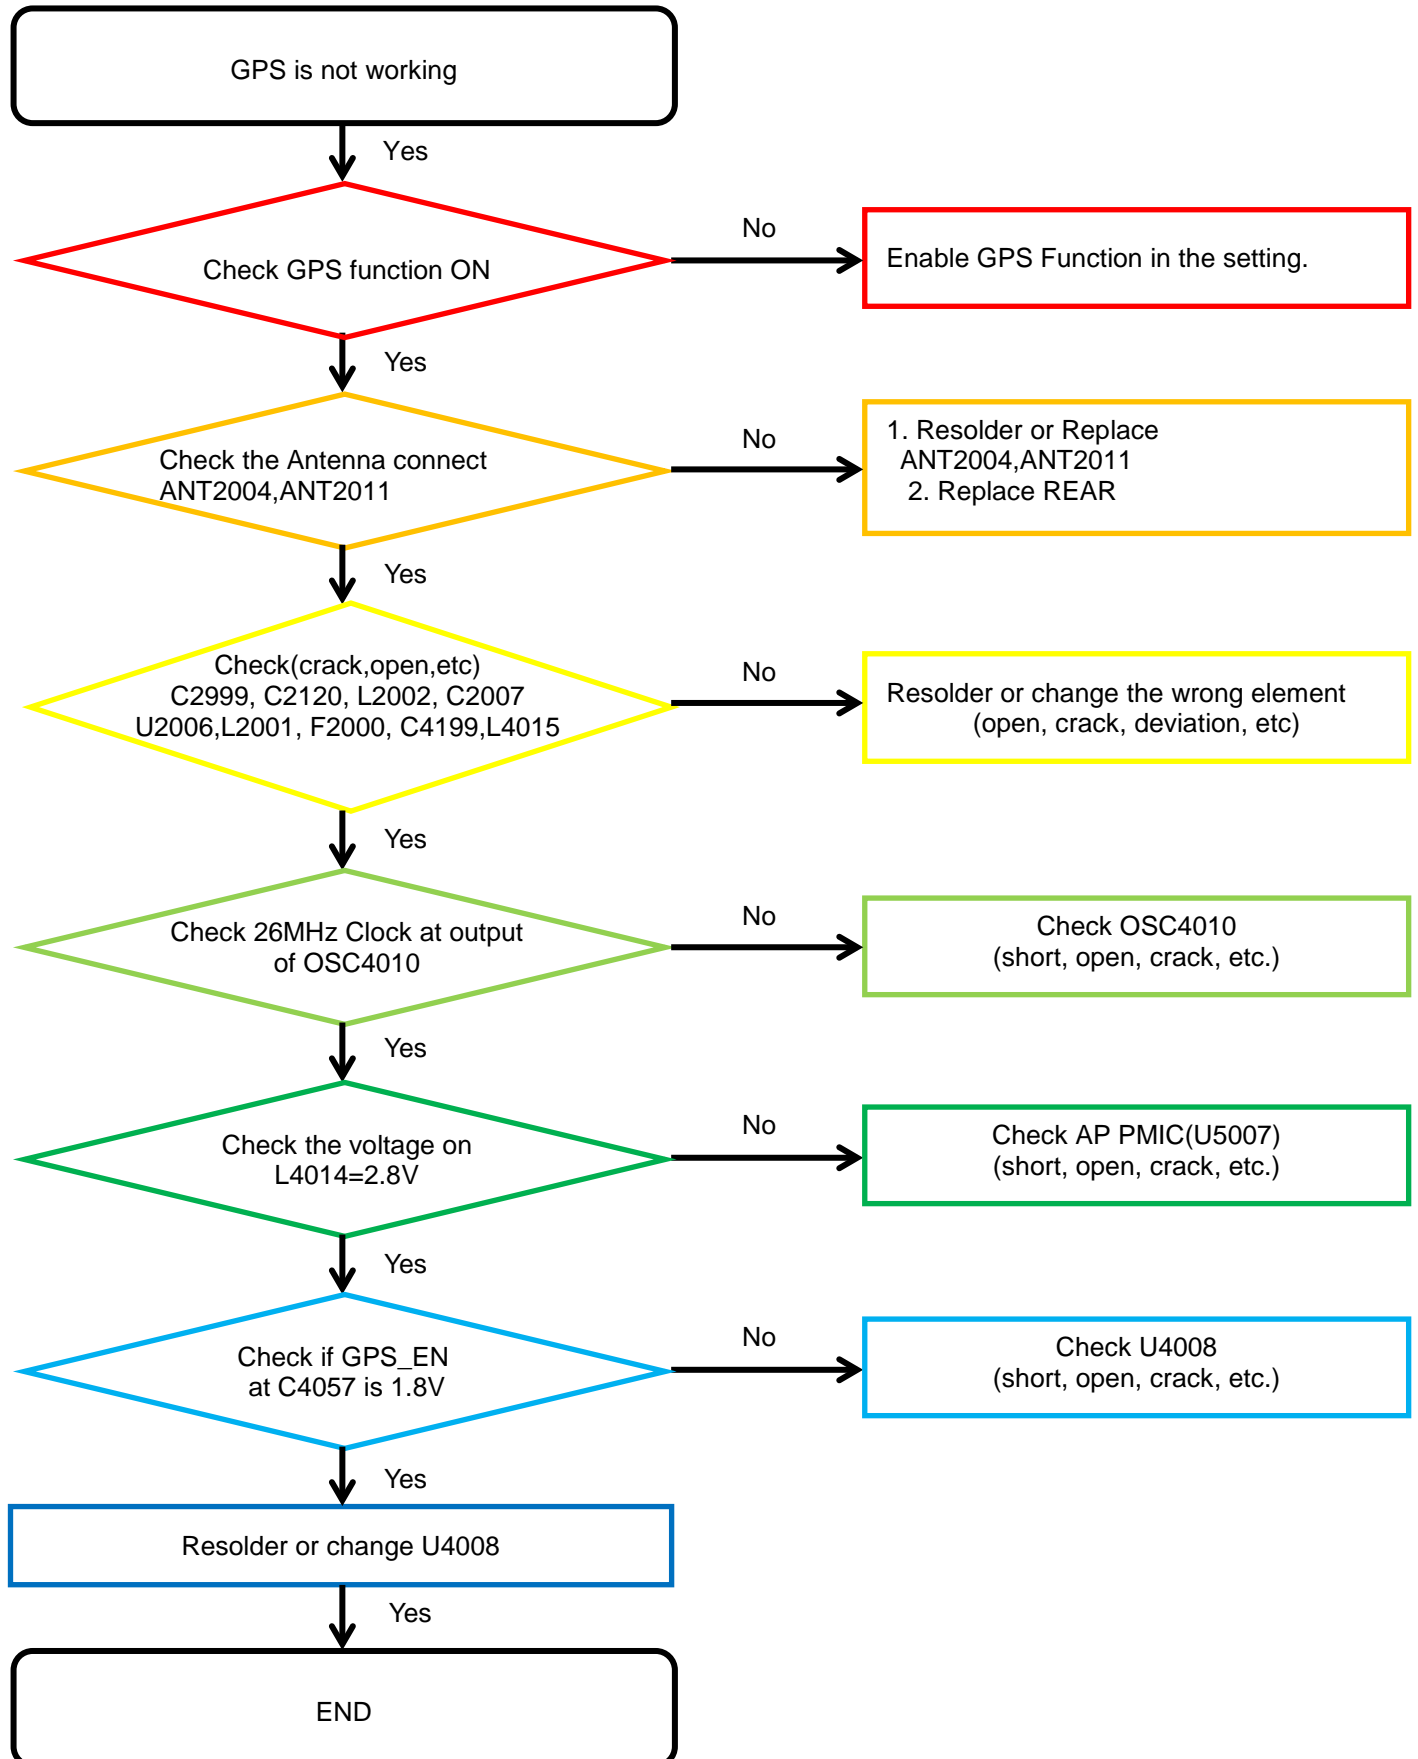 GPS is not working
Yes
Check GPS function ON
No
Enable GPS Function in the setting.
Yes
Check the Antenna connect
ANT2004,ANT2011
No
1. Resolder or Replace
ANT2004,ANT2011
2. Replace REAR
Yes
Check(crack,open,etc)
C2999, C2120, L2002, C2007
U2006,L2001, F2000, C4199,L4015
No
Resolder or change the wrong element
(open, crack, deviation, etc)
Yes
Check 26MHz Clock at output
of OSC4010
No
Check OSC4010
(short, open, crack, etc.)
Yes
Check the voltage on
L4014=2.8V
No
Check AP PMIC(U5007)
(short, open, crack, etc.)
Yes
Check if GPS_EN
at C4057 is 1.8V
No
Check U4008
(short, open, crack, etc.)
Yes
Resolder or change U4008
Yes
END